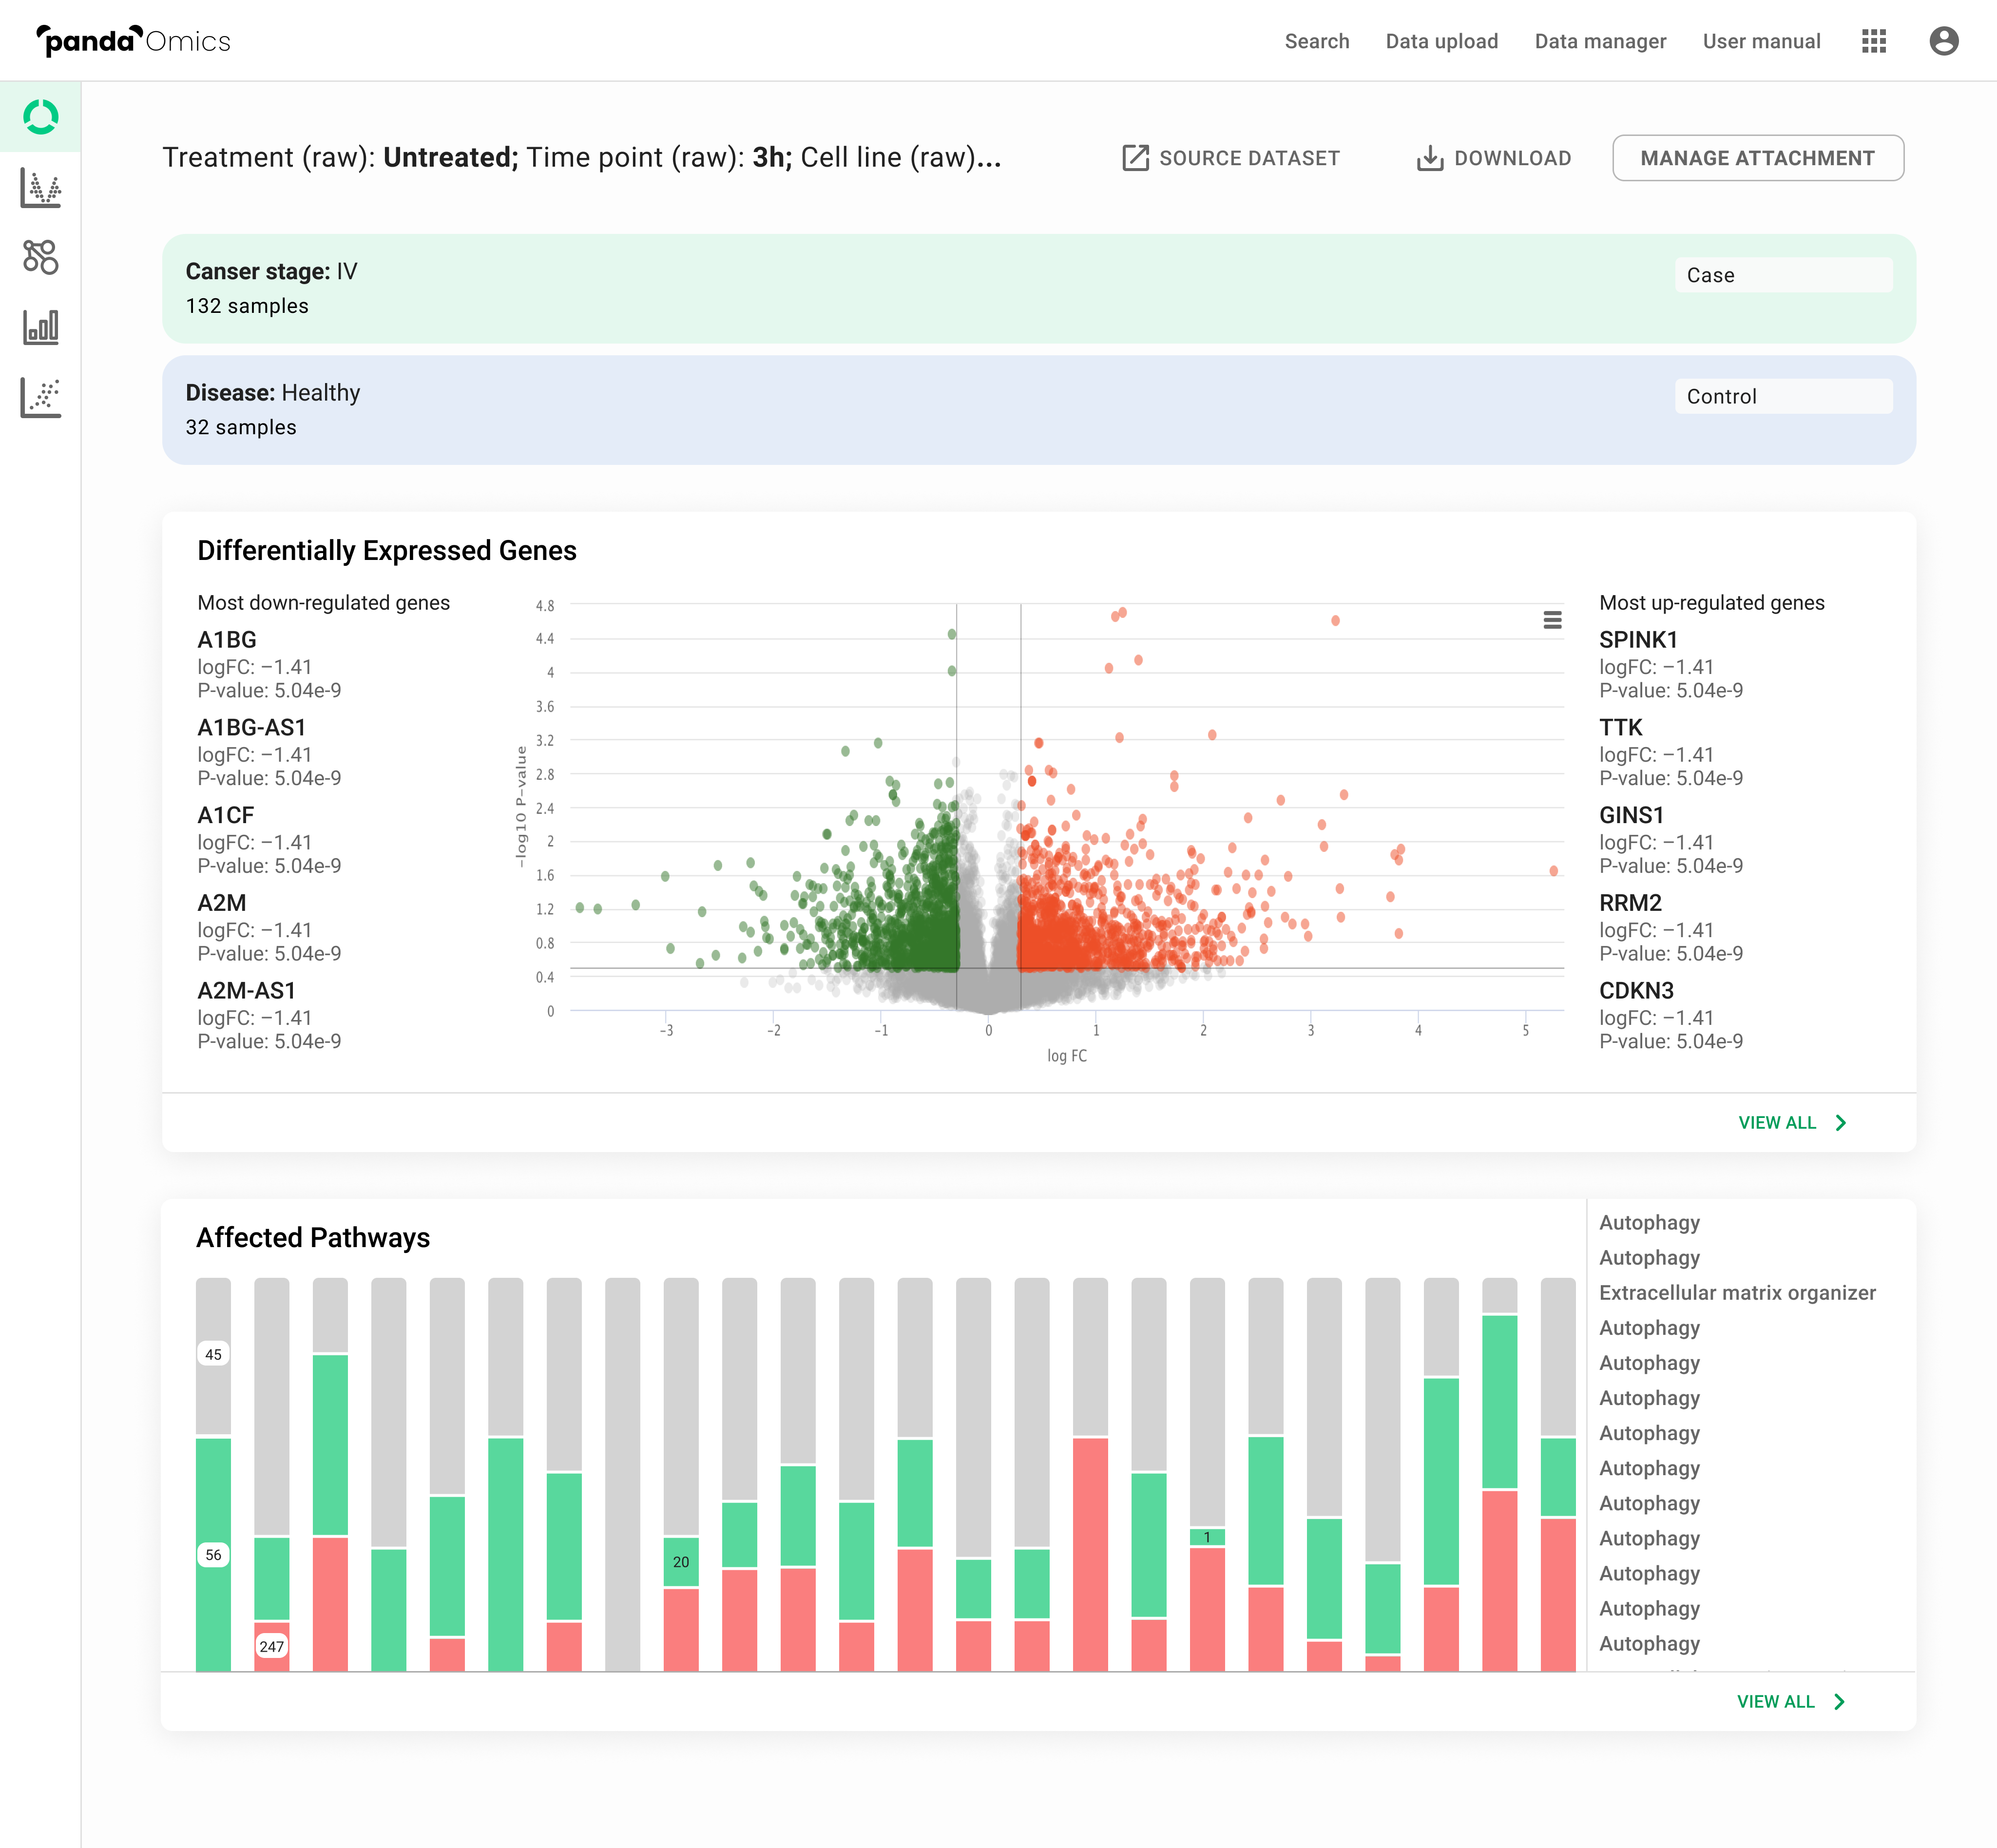 panda Omics
Search Data upload Data manager User manual
Treatment (raw): Untreated; Time point (raw): 3h; Cell line (raw)...
SOURCE DATASET
DOWNLOAD
MANAGE ATTACHMENT
Canser stage: IV
132 samples
Case
Disease: Healthy
32 samples
Control
Differentially Expressed Genes
Most down-regulated genes
A1BG
logFC: −1.41
P-value: 5.04e-9
A1BG-AS1
logFC: −1.41
P-value: 5.04e-9
A1CF
logFC: −1.41
P-value: 5.04e-9
A2M
logFC: −1.41
P-value: 5.04e-9
A2M-AS1
logFC: −1.41
P-value: 5.04e-9
−log10 P−value
4.8
4.4
4
3.6
3.2
2.8
2.4
2
1.6
1.2
0.8
0.4
0
−3 −2 −1 0 1 2 3 4 5
log FC
Most up-regulated genes
SPINK1
logFC: −1.41
P-value: 5.04e-9
TTK
logFC: −1.41
P-value: 5.04e-9
GINS1
logFC: −1.41
P-value: 5.04e-9
RRM2
logFC: −1.41
P-value: 5.04e-9
CDKN3
logFC: −1.41
P-value: 5.04e-9
VIEW ALL
Affected Pathways
45
56
247
20
1
Autophagy
Autophagy
Extracellular matrix organizer
Autophagy
Autophagy
Autophagy
Autophagy
Autophagy
Autophagy
Autophagy
Autophagy
Autophagy
Autophagy
VIEW ALL